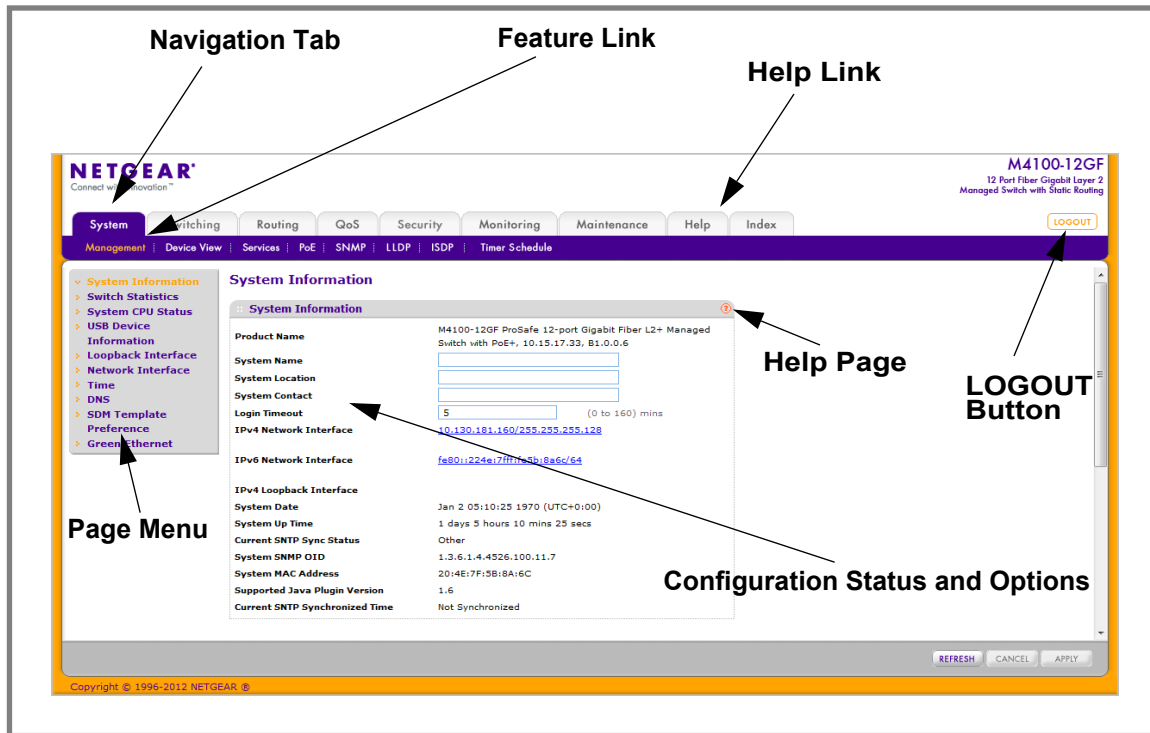 Navigation Tab
Feature Link
Help Link
NETGEAR®
Connect with Innovation™
M4100-12GF
12 Port Fiber Gigabit Layer 2
Managed Switch with Static Routing
System Switching Routing QoS Security Monitoring Maintenance Help Index LOGOUT
Management Device View Services PoE SNMP LLDP ISDP Timer Schedule
System Information
Switch Statistics
System CPU Status
USB Device
Information
Loopback Interface
Network Interface
Time
DNS
SDM Template
Preference
Green Ethernet
System Information
System Information ?
Product Name M4100-12GF ProSafe 12-port Gigabit Fiber L2+ Managed
Switch with PoE+, 10.15.17.33, B1.0.0.6
System Name
System Location
System Contact
Login Timeout 5 (0 to 160) mins
IPv4 Network Interface 10.130.181.160/255.255.255.128
IPv6 Network Interface fe80::224e:7fff:fe5b:8a6c/64
IPv4 Loopback Interface
System Date Jan 2 05:10:25 1970 (UTC+0:00)
System Up Time 1 days 5 hours 10 mins 25 secs
Current SNTP Sync Status Other
System SNMP OID 1.3.6.1.4.4526.100.11.7
System MAC Address 20:4E:7F:5B:8A:6C
Supported Java Plugin Version 1.6
Current SNTP Synchronized Time Not Synchronized
Help Page
LOGOUT
Button
Page Menu
Configuration Status and Options
REFRESH CANCEL APPLY
Copyright © 1996-2012 NETGEAR ®